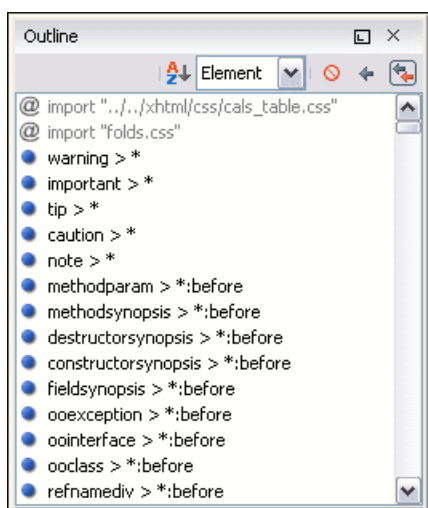 Outline
Element
@ import "../../xhtml/css/cals_table.css"
@ import "folds.css"
warning > *
important > *
tip > *
caution > *
note > *
methodparam > *:before
methodsynopsis > *:before
destructorsynopsis > *:before
constructorsynopsis > *:before
fieldsynopsis > *:before
ooexception > *:before
oointerface > *:before
ooclass > *:before
refnamediv > *:before